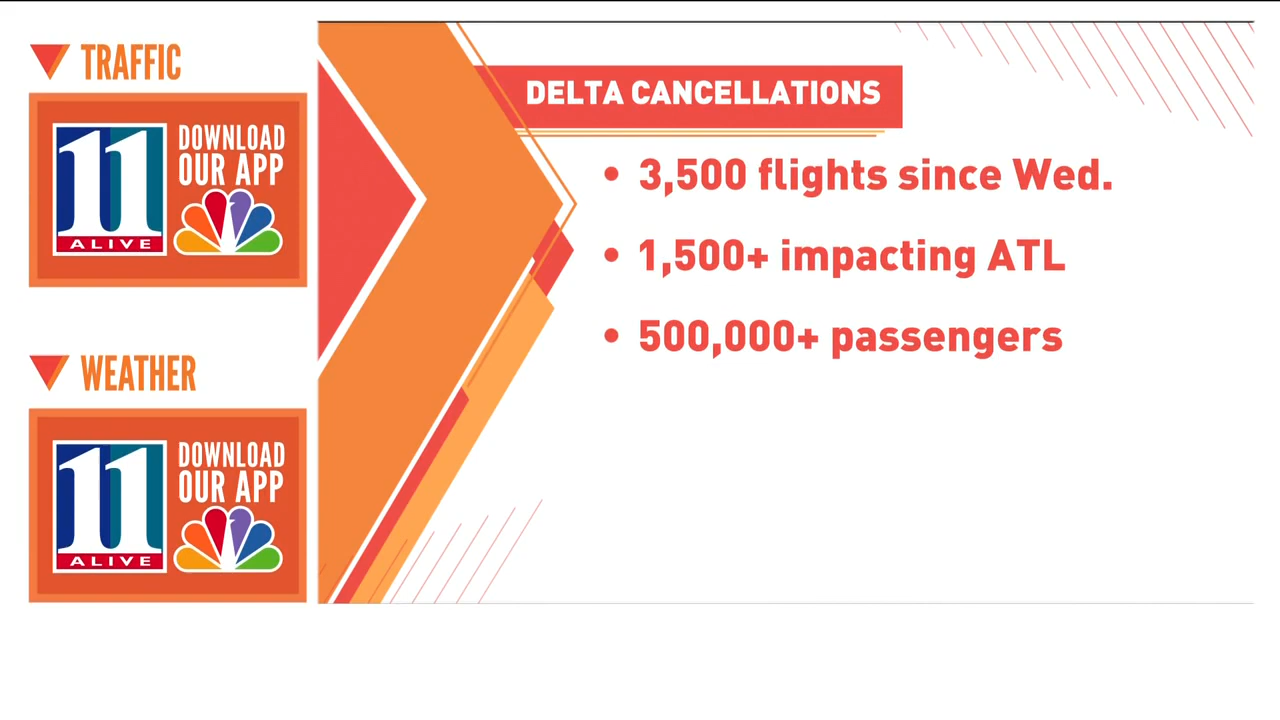 TRAFFIC
11
ALIVE
DOWNLOAD
OUR APP
WEATHER
11
ALIVE
DOWNLOAD
OUR APP
DELTA CANCELLATIONS
• 3,500 flights since Wed.
• 1,500+ impacting ATL
• 500,000+ passengers